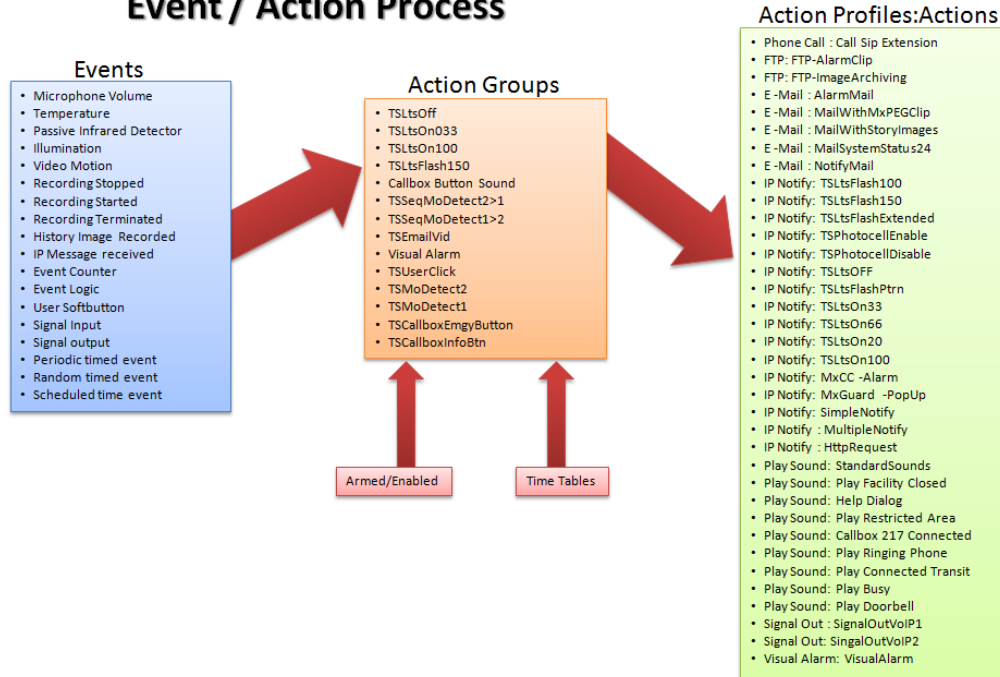 Event / Action Process
Events
• Microphone Volume
• Temperature
• Passive Infrared Detector
• Illumination
• Video Motion
• Recording Stopped
• Recording Started
• Recording Terminated
• History Image Recorded
• IP Message received
• Event Counter
• Event Logic
• User Softbutton
• Signal Input
• Signal output
• Periodic timed event
• Random timed event
• Scheduled time event
Action Groups
• TSLtsOff
• TSLtsOn033
• TSLtsOn100
• TSLtsFlash150
• Callbox Button Sound
• TSSeqMoDetect2>1
• TSSeqMoDetect1>2
• TSEmailVid
• Visual Alarm
• TSUserClick
• TSMoDetect2
• TSMoDetect1
• TSCallboxEmgyButton
• TSCallboxInfoBtn
Armed/Enabled
Time Tables
Action Profiles:Actions
• Phone Call : Call Sip Extension
• FTP: FTP-AlarmClip
• FTP: FTP-ImageArchiving
• E -Mail : AlarmMail
• E -Mail : MailWithMxPEGClip
• E -Mail : MailWithStoryImages
• E -Mail : MailSystemStatus24
• E -Mail : NotifyMail
• IP Notify: TSLtsFlash100
• IP Notify: TSLtsFlash150
• IP Notify: TSLtsFlashExtended
• IP Notify: TSPhotocellEnable
• IP Notify: TSPhotocellDisable
• IP Notify: TSLtsOFF
• IP Notify: TSLtsFlashPtrn
• IP Notify: TSLtsOn33
• IP Notify: TSLtsOn66
• IP Notify: TSLtsOn20
• IP Notify: TSLtsOn100
• IP Notify: MxCC -Alarm
• IP Notify: MxGuard -PopUp
• IP Notify: SimpleNotify
• IP Notify : MultipleNotify
• IP Notify : HttpRequest
• Play Sound: StandardSounds
• Play Sound: Play Facility Closed
• Play Sound: Help Dialog
• Play Sound: Play Restricted Area
• Play Sound: Callbox 217 Connected
• Play Sound: Play Ringing Phone
• Play Sound: Play Connected Transit
• Play Sound: Play Busy
• Play Sound: Play Doorbell
• Signal Out : SignalOutVoIP1
• Signal Out: SingalOutVoIP2
• Visual Alarm: VisualAlarm